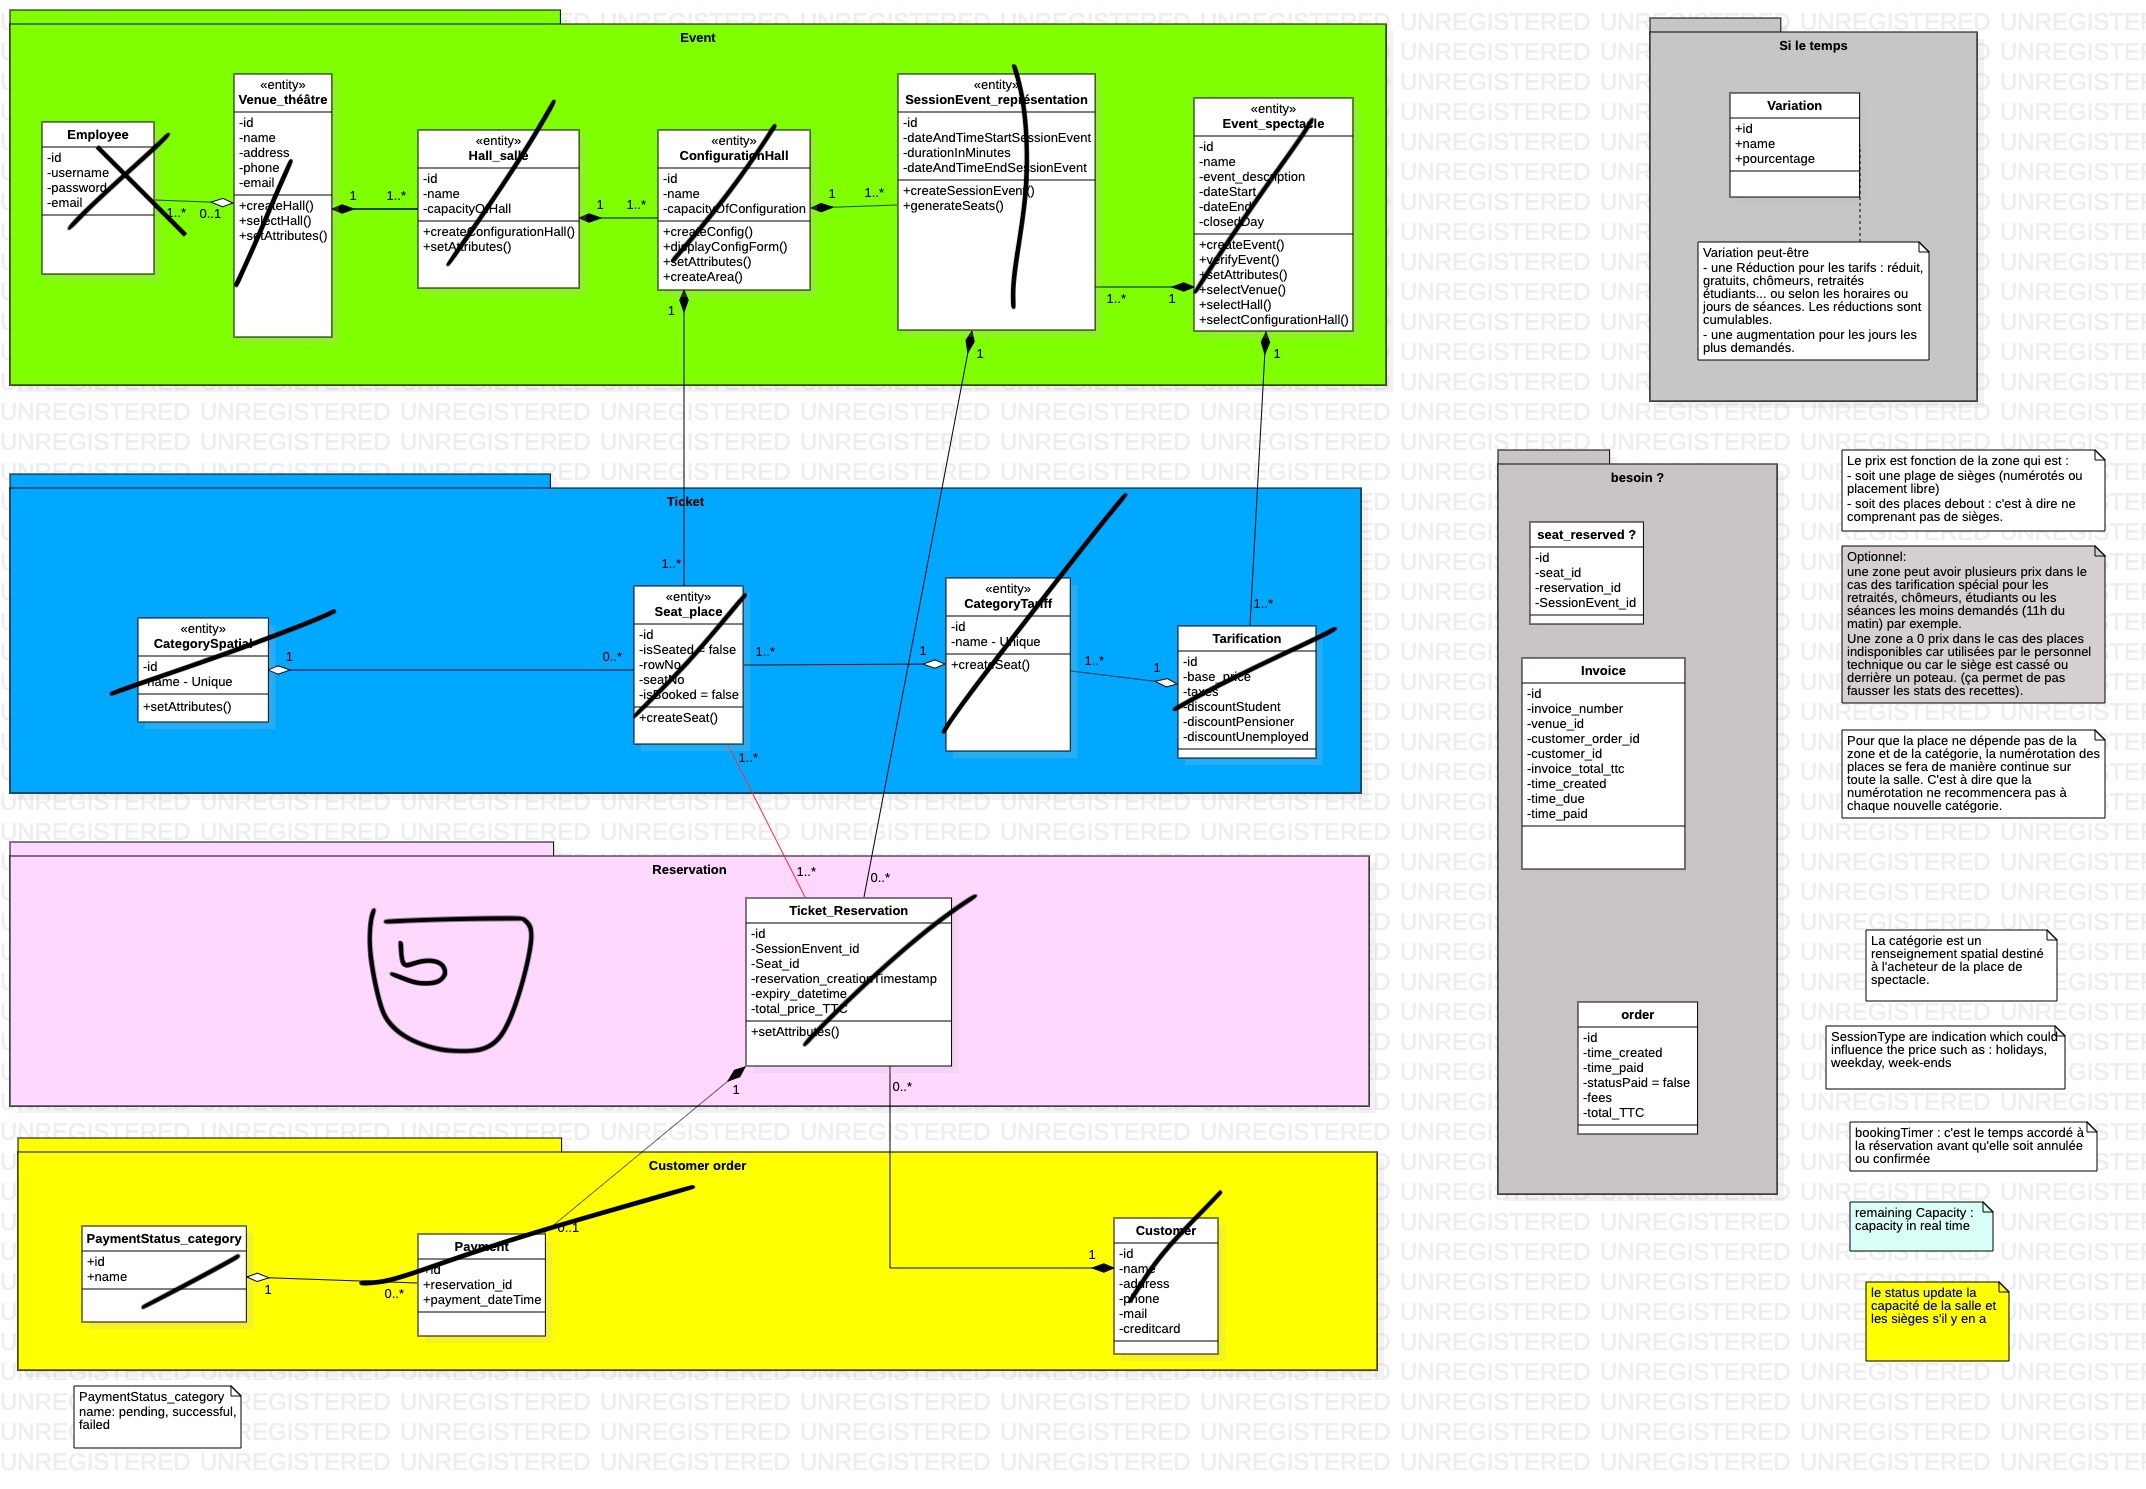 Event
Employee
-id
-username
-password
-email
1..*
0..1
«entity»
Venue_théâtre
-id
-name
-address
-phone
-email
+createHall()
+selectHall()
+setAttributes()
1
1..*
«entity»
Hall_salle
-id
-name
-capacityOfHall
+createConfigurationHall()
+setAttributes()
1
1..*
«entity»
ConfigurationHall
-id
-name
-capacityOfConfiguration
+createConfig()
+displayConfigForm()
+setAttributes()
+createArea()
1
1..*
1
«entity»
SessionEvent_représentation
-id
-dateAndTimeStartSessionEvent
-durationInMinutes
-dateAndTimeEndSessionEvent
+createSessionEvent()
+generateSeats()
1..*
1
1
«entity»
Event_spectacle
-id
-name
-event_description
-dateStart
-dateEnd
-closedDay
+createEvent()
+verifyEvent()
+setAttributes()
+selectVenue()
+selectHall()
+selectConfigurationHall()
1
Si le temps
Variation
+id
+name
+pourcentage
Variation peut-être
- une Réduction pour les tarifs : réduit,
gratuits, chômeurs, retraités
étudiants... ou selon les horaires ou
jours de séances. Les réductions sont
cumulables.
- une augmentation pour les jours les
plus demandés.
Ticket
«entity»
CategorySpatial
-id
-name - Unique
+setAttributes()
1
0..*
1..*
«entity»
Seat_place
-id
-isSeated = false
-rowNo
-seatNo
-isBooked = false
+createSeat()
1..*
1
1..*
«entity»
CategoryTariff
-id
-name - Unique
+createSeat()
1..*
1
1..*
Tarification
-id
-base_price
-taxes
-discountStudent
-discountPensioner
-discountUnemployed
besoin ?
seat_reserved ?
-id
-seat_id
-reservation_id
-SessionEvent_id
Invoice
-id
-invoice_number
-venue_id
-customer_order_id
-customer_id
-invoice_total_ttc
-time_created
-time_due
-time_paid
order
-id
-time_created
-time_paid
-statusPaid = false
-fees
-total_TTC
Le prix est fonction de la zone qui est :
- soit une plage de sièges (numérotés ou
placement libre)
- soit des places debout : c'est à dire ne
comprenant pas de sièges.
Optionnel:
une zone peut avoir plusieurs prix dans le
cas des tarification spécial pour les
retraités, chômeurs, étudiants ou les
séances les moins demandés (11h du
matin) par exemple.
Une zone a 0 prix dans le cas des places
indisponibles car utilisées par le personnel
technique ou car le siège est cassé ou
derrière un poteau. (ça permet de pas
fausser les stats des recettes).
Pour que la place ne dépende pas de la
zone et de la catégorie, la numérotation des
places se fera de manière continue sur
toute la salle. C'est à dire que la
numérotation ne recommencera pas à
chaque nouvelle catégorie.
La catégorie est un
renseignement spatial destiné
à l'acheteur de la place de
spectacle.
SessionType are indication which could
influence the price such as : holidays,
weekday, week-ends
bookingTimer : c'est le temps accordé à
la réservation avant qu'elle soit annulée
ou confirmée
remaining Capacity :
capacity in real time
le status update la
capacité de la salle et
les sièges s'il y en a
Reservation
5
1..*
0..*
Ticket_Reservation
-id
-SessionEnvent_id
-Seat_id
-reservation_creationTimestamp
-expiry_datetime
-total_price_TTC
+setAttributes()
1
0..*
Customer order
PaymentStatus_category
+id
+name
1
0..*
0..1
Payment
+id
+reservation_id
+payment_dateTime
1
Customer
-id
-name
-address
-phone
-mail
-creditcard
PaymentStatus_category
name: pending, successful,
failed
UNREGISTERED